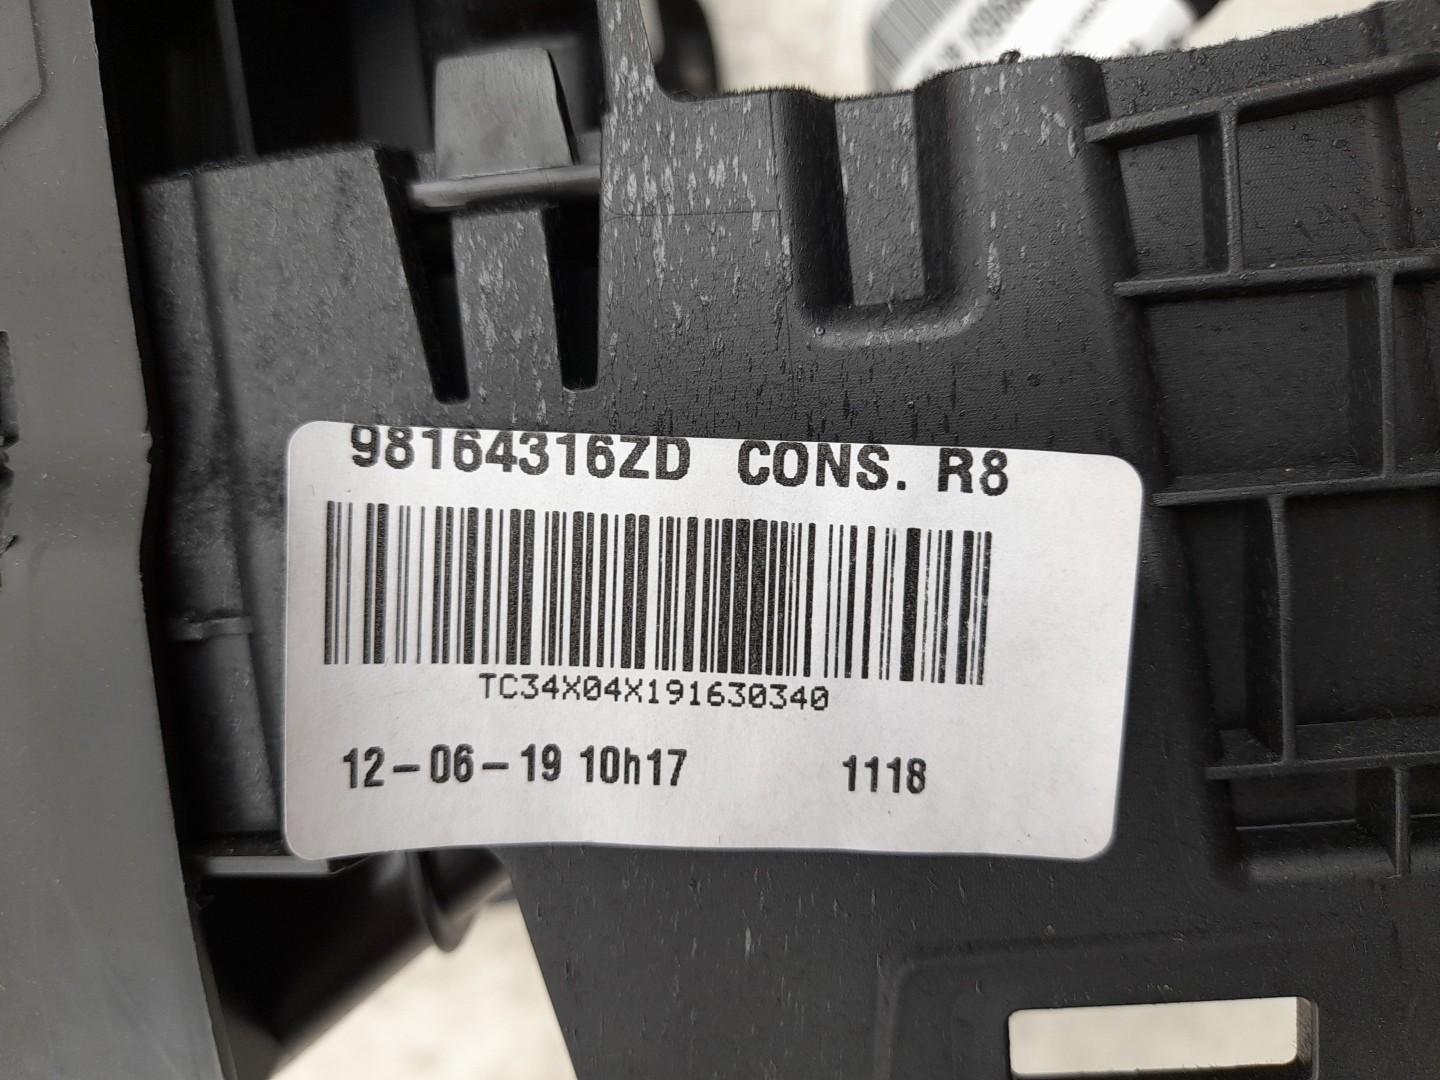 98164316ZD CONS. R8
TC34X04X191630340
12-06-19 10h17 1118